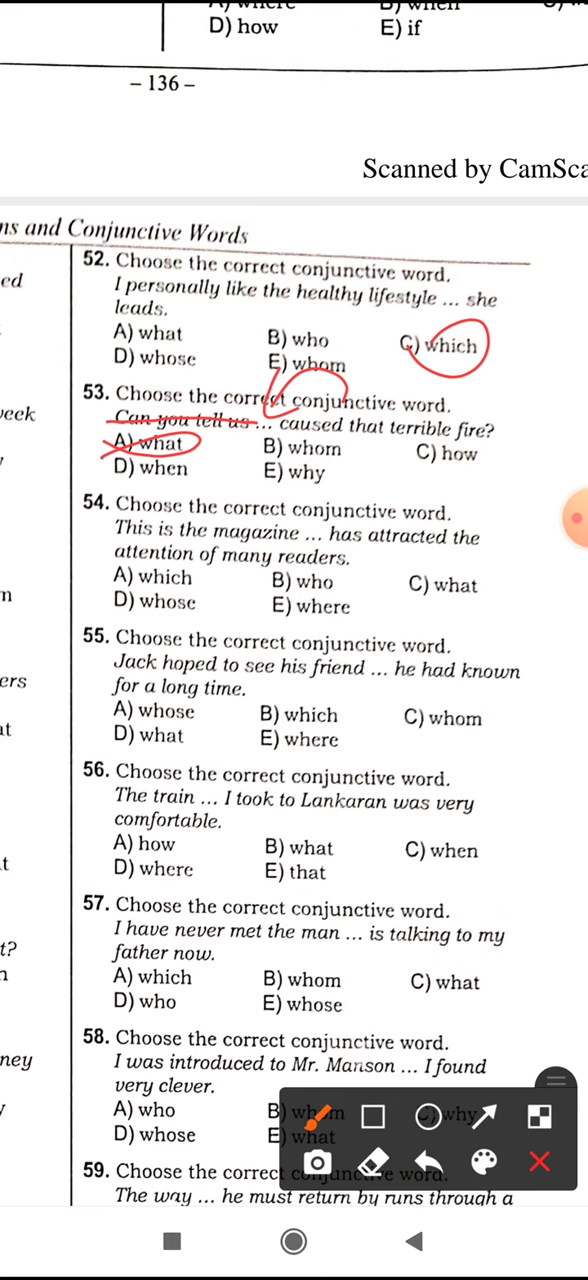 D) how E) if
– 136 –
Scanned by CamSca
ns and Conjunctive Words
52. Choose the correct conjunctive word.
ed
I personally like the healthy lifestyle ... she
leads.
A) what B) who C) which
D) whose E) whom
53. Choose the correct conjunctive word.
Can you tell us ... caused that terrible fire?
veek
A) what B) whom C) how
D) when E) why
54. Choose the correct conjunctive word.
This is the magazine ... has attracted the
attention of many readers.
A) which B) who C) what
D) whose E) where
55. Choose the correct conjunctive word.
Jack hoped to see his friend ... he had known
ers
for a long time.
A) whose B) which C) whom
at
D) what E) where
56. Choose the correct conjunctive word.
The train ... I took to Lankaran was very
comfortable.
A) how B) what C) when
D) where E) that
57. Choose the correct conjunctive word.
I have never met the man ... is talking to my
t?
father now.
A) which B) whom C) what
D) who E) whose
58. Choose the correct conjunctive word.
ney
I was introduced to Mr. Manson ... I found
very clever.
A) who B) whom C) why
D) whose E) what
59. Choose the correct conjunctive word.
The way ... he must return by runs through a